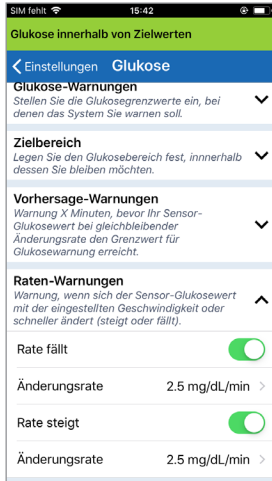 SIM fehlt 15:42
Glukose innerhalb von Zielwerten
Einstellungen Glukose
Glukose-Warnungen
Stellen Sie die Glukosegrenzwerte ein, bei
denen das System Sie warnen soll.
Zielbereich
Legen Sie den Glukosebereich fest, innnerhalb
dessen Sie bleiben möchten.
Vorhersage-Warnungen
Warnung X Minuten, bevor Ihr Sensor-
Glukosewert bei gleichbleibender
Änderungsrate den Grenzwert für
Glukosewarnung erreicht.
Raten-Warnungen
Warnung, wenn sich der Sensor-Glukosewert
mit der eingestellten Geschwindigkeit oder
schneller ändert (steigt oder fällt).
Rate fällt
Änderungsrate 2.5 mg/dL/min
Rate steigt
Änderungsrate 2.5 mg/dL/min